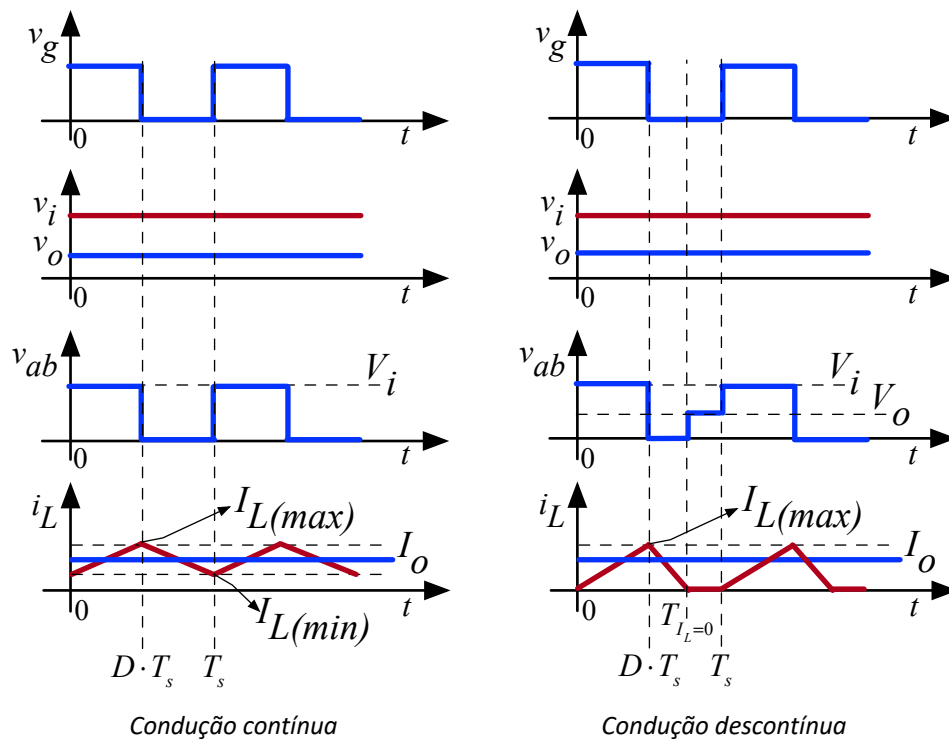 v_g
0
t
v_i
v_o
0
t
v_ab
V_i
0
t
i_L
I_L(max)
I_o
0
I_L(min)
t
D · T_s
T_s
Condução contínua
v_g
0
t
v_i
v_o
0
t
v_ab
V_i
V_o
0
t
i_L
I_L(max)
I_o
0
T_{I_L=0}
t
D · T_s
T_s
Condução descontínua